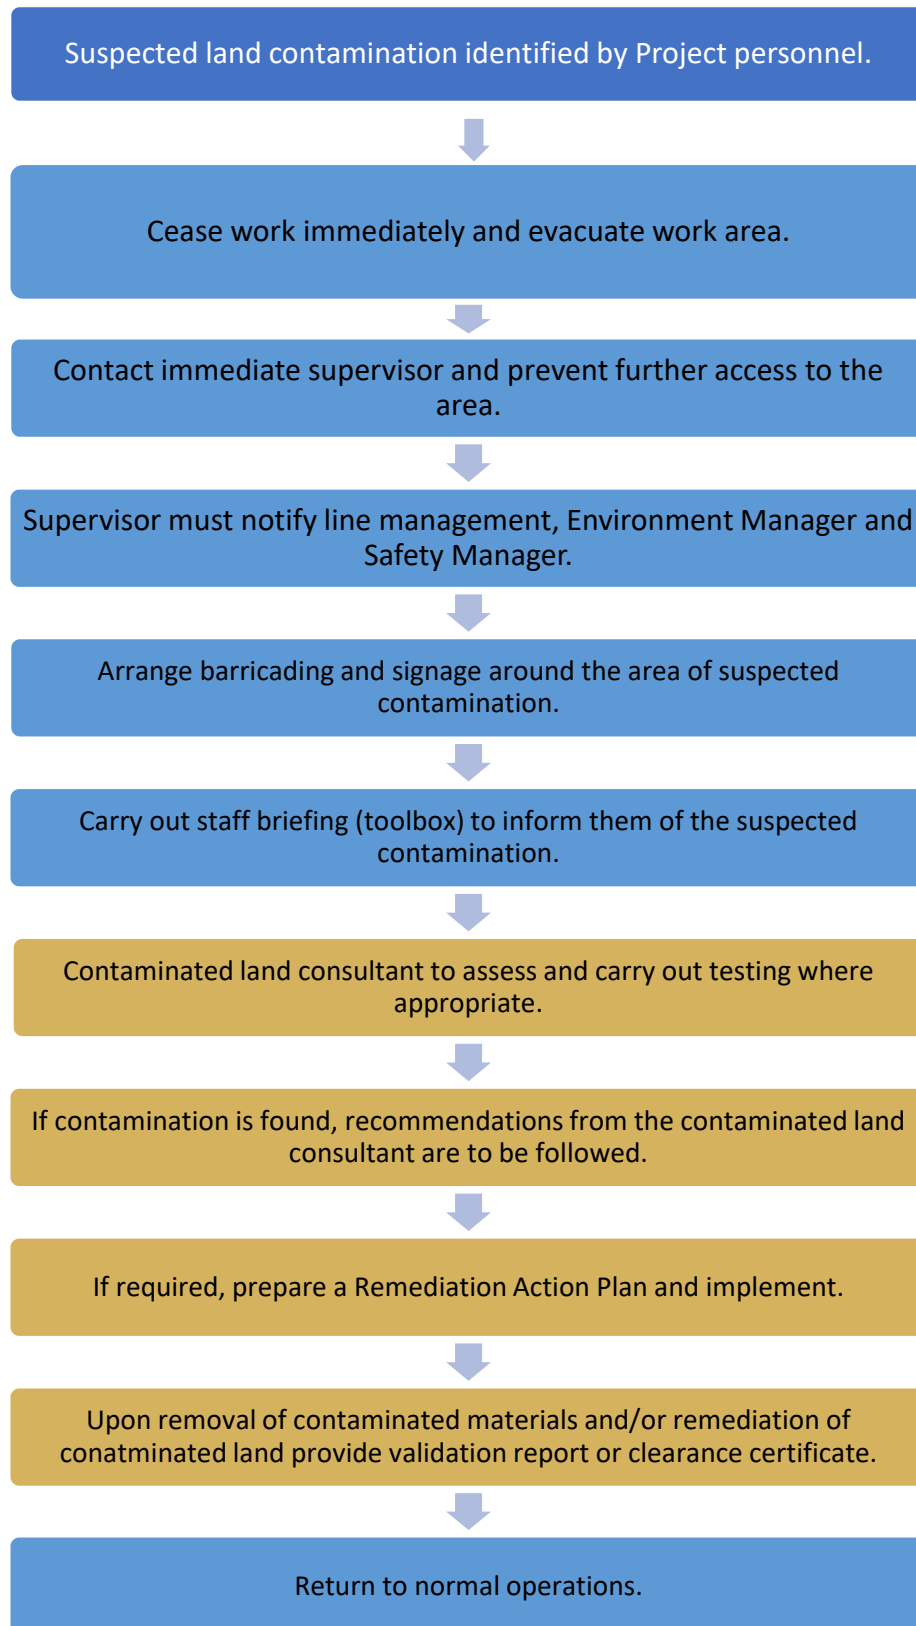 Suspected land contamination identified by Project personnel.
Cease work immediately and evacuate work area.
Contact immediate supervisor and prevent further access to the
area.
Supervisor must notify line management, Environment Manager and
Safety Manager.
Arrange barricading and signage around the area of suspected
contamination.
Carry out staff briefing (toolbox) to inform them of the suspected
contamination.
Contaminated land consultant to assess and carry out testing where
appropriate.
If contamination is found, recommendations from the contaminated land
consultant are to be followed.
If required, prepare a Remediation Action Plan and implement.
Upon removal of contaminated materials and/or remediation of
conatminated land provide validation report or clearance certificate.
Return to normal operations.